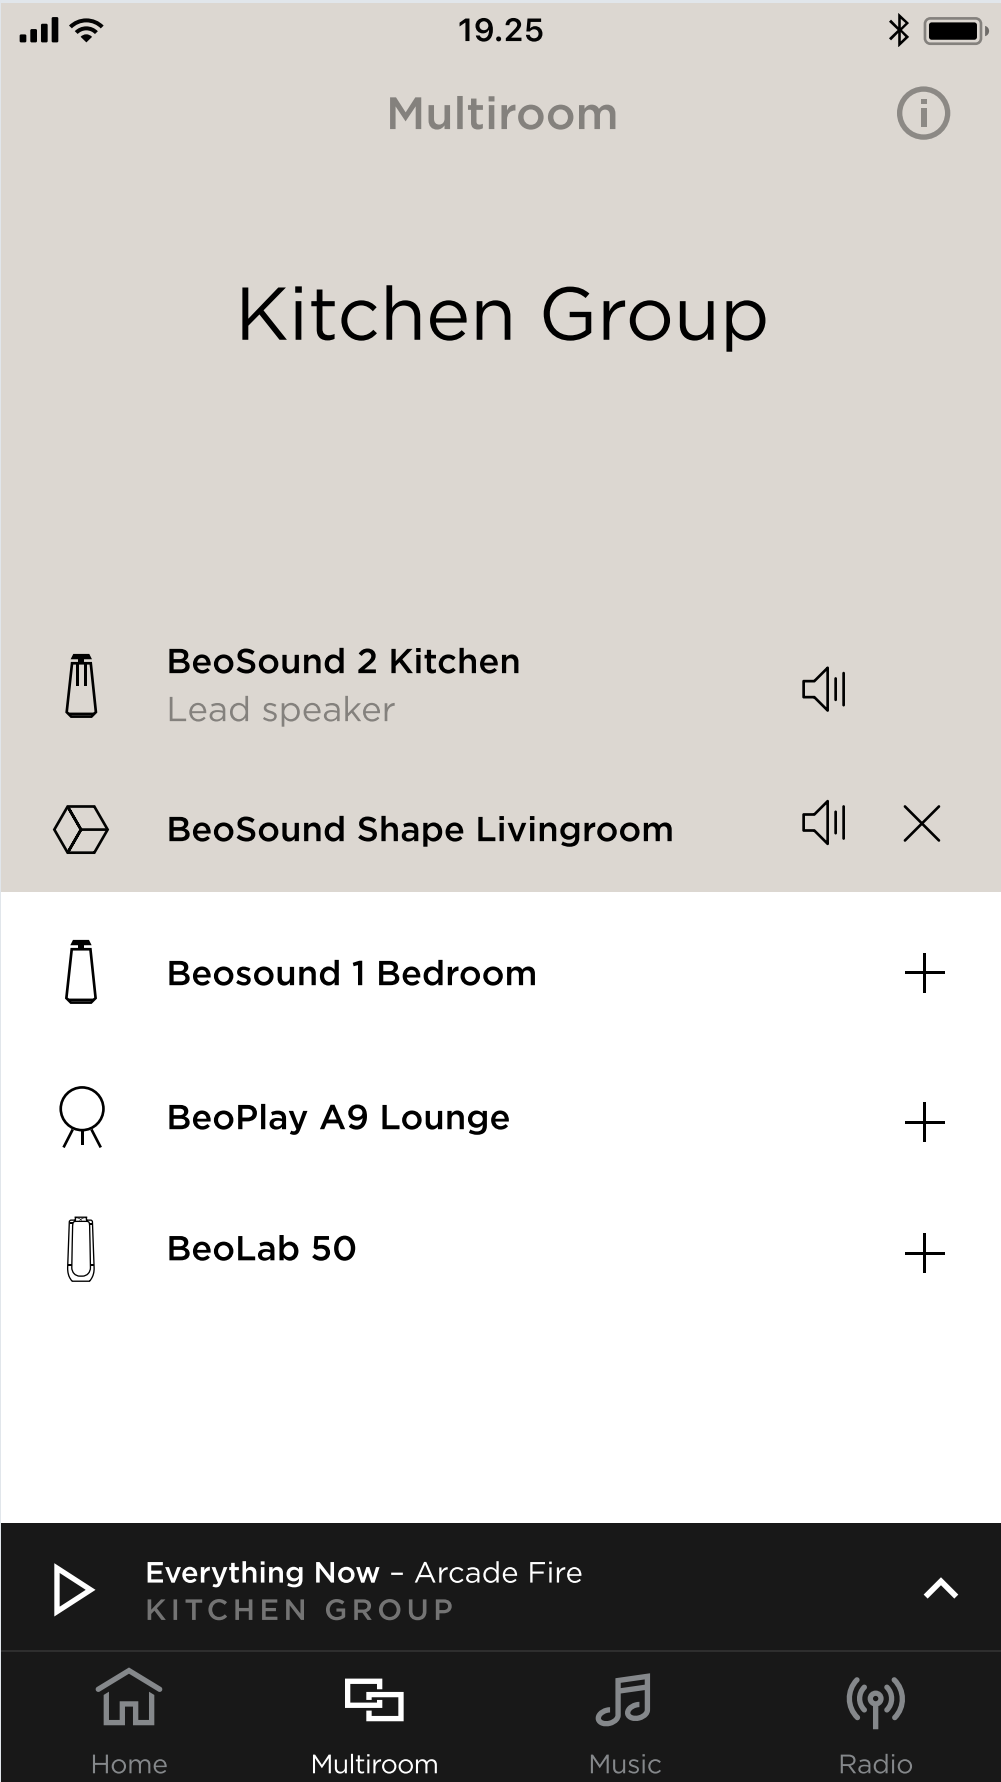 19.25
Multiroom
Kitchen Group
BeoSound 2 Kitchen
Lead speaker
BeoSound Shape Livingroom
Beosound 1 Bedroom
BeoPlay A9 Lounge
BeoLab 50
Everything Now – Arcade Fire
KITCHEN GROUP
Home Multiroom Music Radio